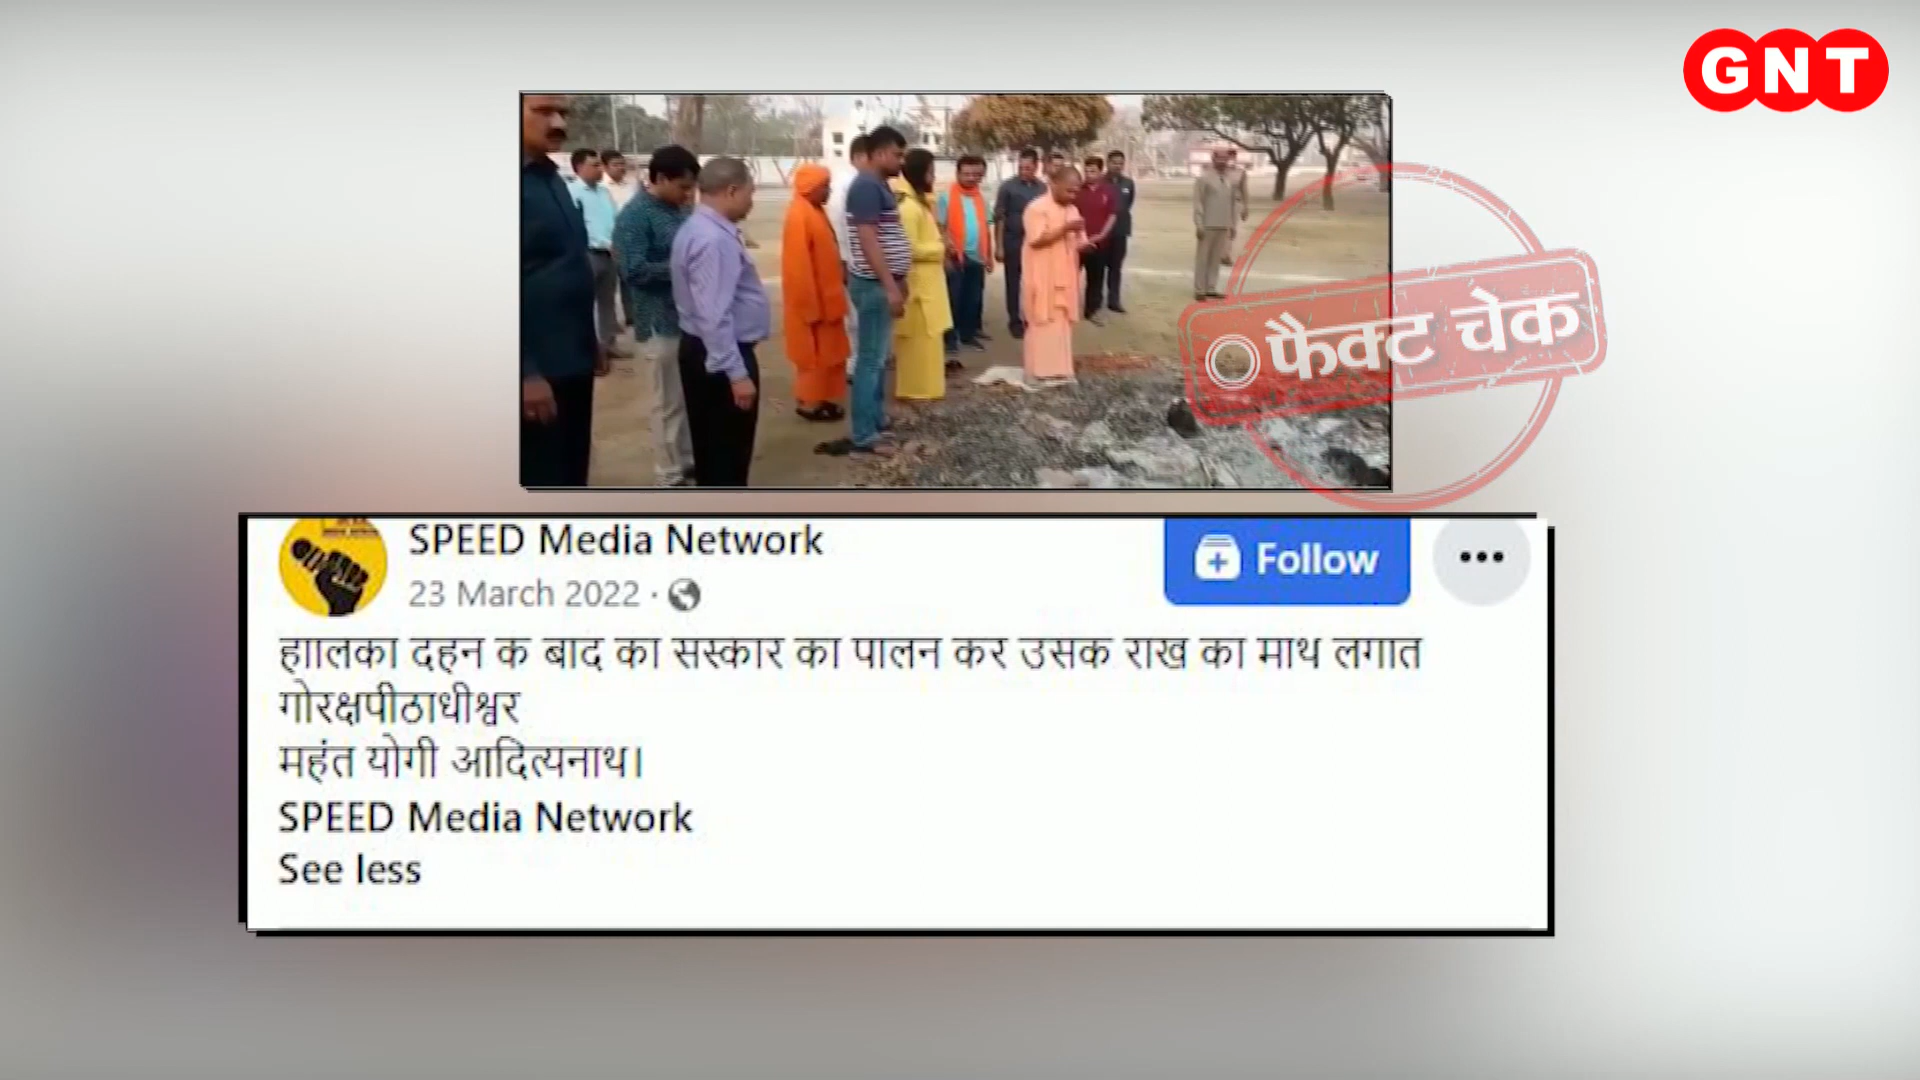 GNT
फैक्ट चेक
SPEED Media Network
23 March 2022 ·
Follow
हालिका दहन क बाद का सस्कार का पालन कर उसक राख का माथ लगात
गोरक्षपीठाधीश्वर
महंत योगी आदित्यनाथ।
SPEED Media Network
See less